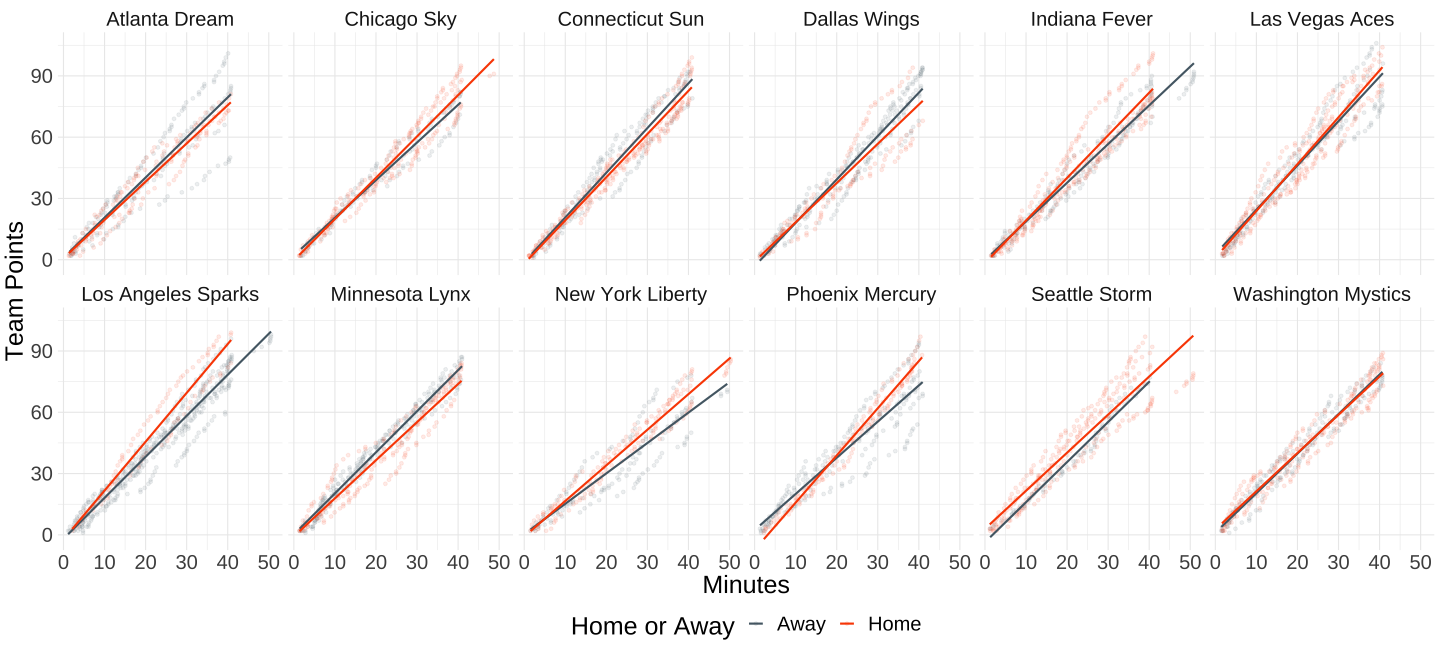 Atlanta Dream Chicago Sky Connecticut Sun Dallas Wings Indiana Fever Las Vegas Aces
90
60
30
0
Team Points
Los Angeles Sparks Minnesota Lynx New York Liberty Phoenix Mercury Seattle Storm Washington Mystics
90
60
30
0
0 10 20 30 40 50 0 10 20 30 40 50 0 10 20 30 40 50 0 10 20 30 40 50 0 10 20 30 40 50 0 10 20 30 40 50
Minutes
Home or Away Away Home